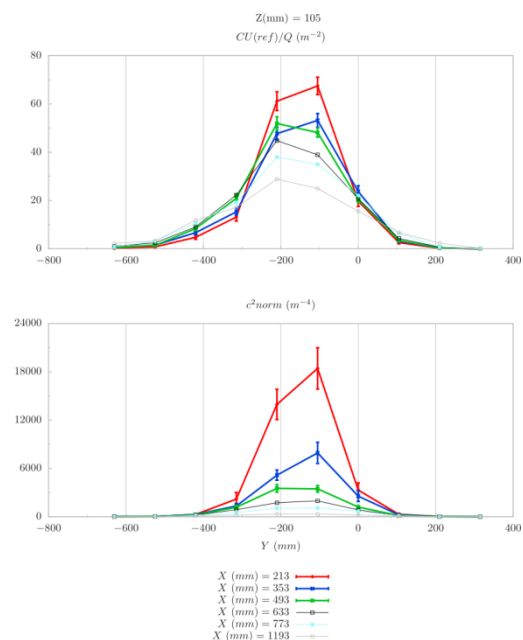 Z(mm) = 105
CU(ref)/Q (m⁻²)
80
60
40
20
0
−800 −600 −400 −200 0 200 400
c²norm (m⁻⁴)
24000
18000
12000
6000
0
−800 −600 −400 −200 0 200 400
Y (mm)
X (mm) = 213
X (mm) = 353
X (mm) = 493
X (mm) = 633
X (mm) = 773
X (mm) = 1193